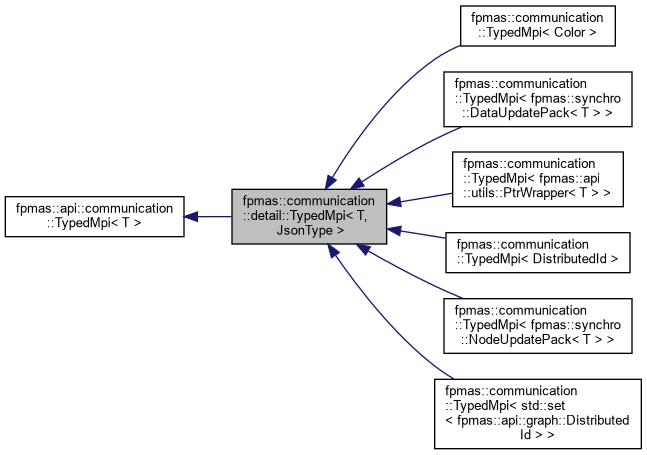 fpmas::api::communication
::TypedMpi< T >
fpmas::communication
::detail::TypedMpi< T,
JsonType >
fpmas::communication
::TypedMpi< Color >
fpmas::communication
::TypedMpi< fpmas::synchro
::DataUpdatePack< T > >
fpmas::communication
::TypedMpi< fpmas::api
::utils::PtrWrapper< T > >
fpmas::communication
::TypedMpi< DistributedId >
fpmas::communication
::TypedMpi< fpmas::synchro
::NodeUpdatePack< T > >
fpmas::communication
::TypedMpi< std::set
< fpmas::api::graph::Distributed
Id > >